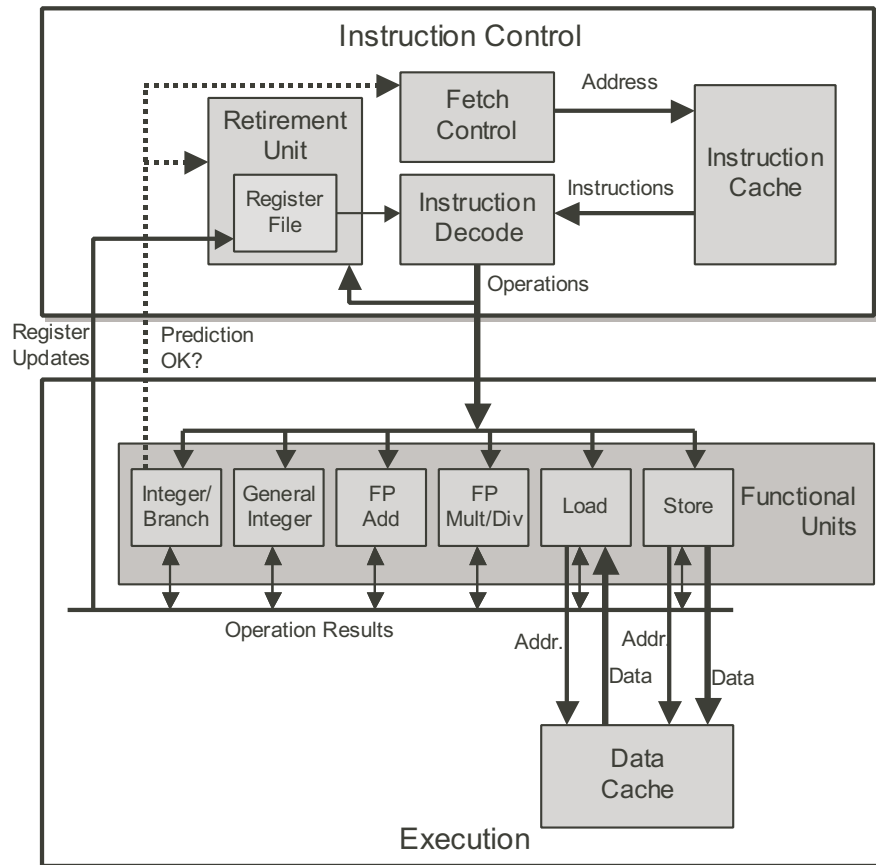 Instruction Control
Fetch
Control
Address
Instruction
Cache
Retirement
Unit
Register
File
Instruction
Decode
Instructions
Operations
Register
Updates
Prediction
OK?
Integer/
Branch
General
Integer
FP
Add
FP
Mult/Div
Load
Store
Functional
Units
Operation Results
Addr.
Addr.
Data
Data
Data
Cache
Execution